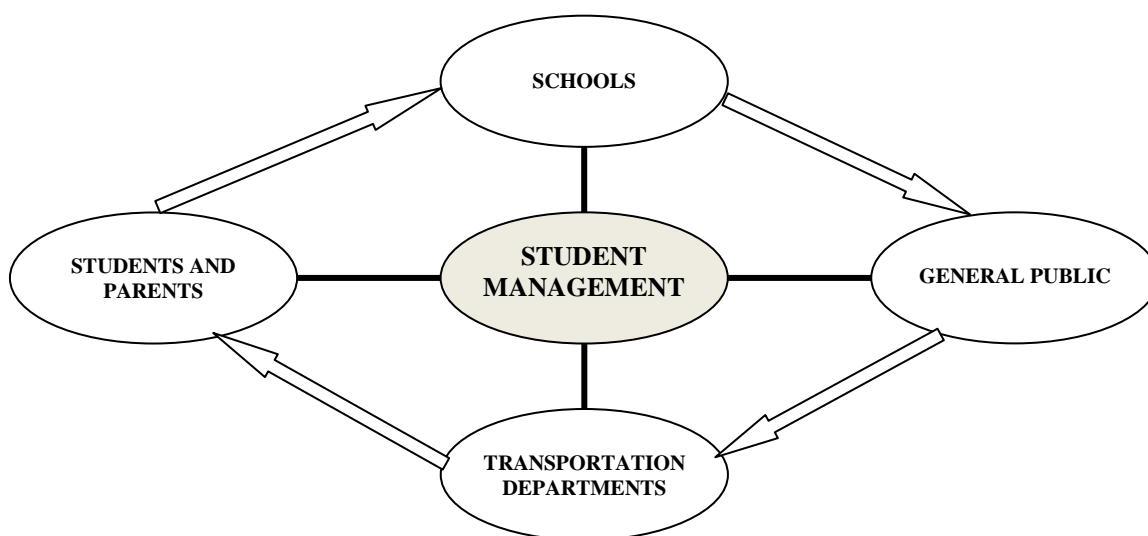 SCHOOLS
STUDENTS AND
PARENTS
STUDENT
MANAGEMENT
GENERAL PUBLIC
TRANSPORTATION
DEPARTMENTS